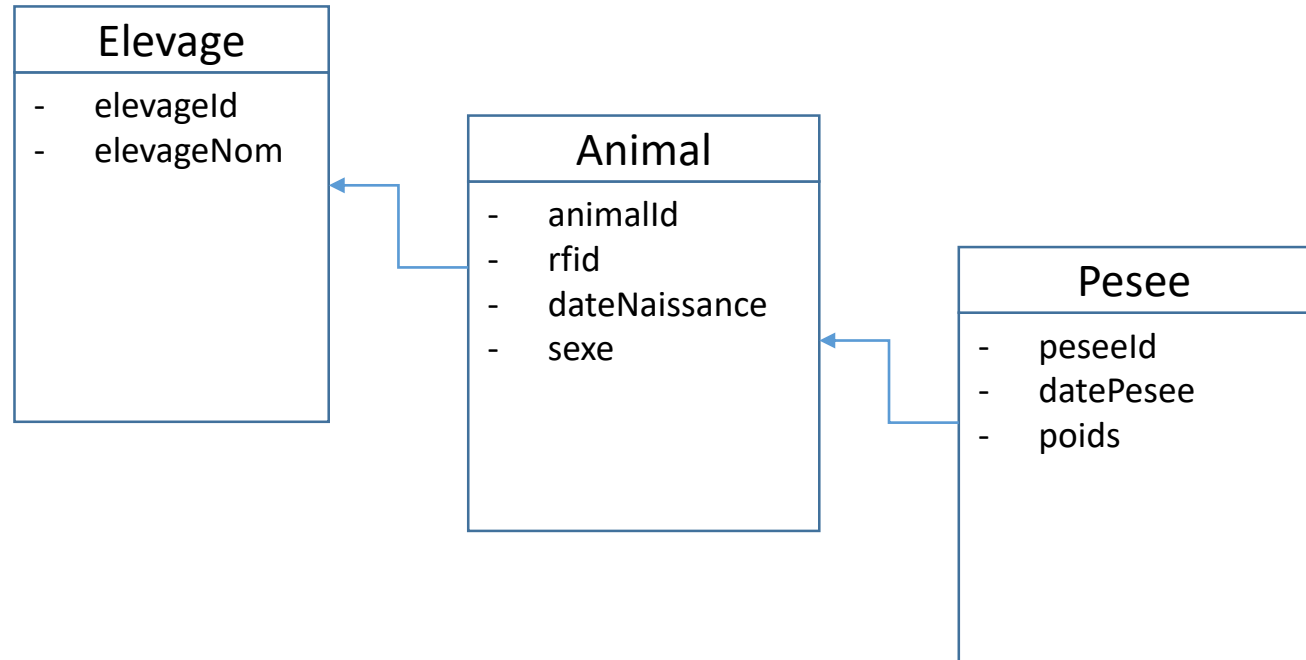 Elevage
- elevageId
- elevageNom
Animal
- animalId
- rfid
- dateNaissance
- sexe
Pesee
- peseeId
- datePesee
- poids